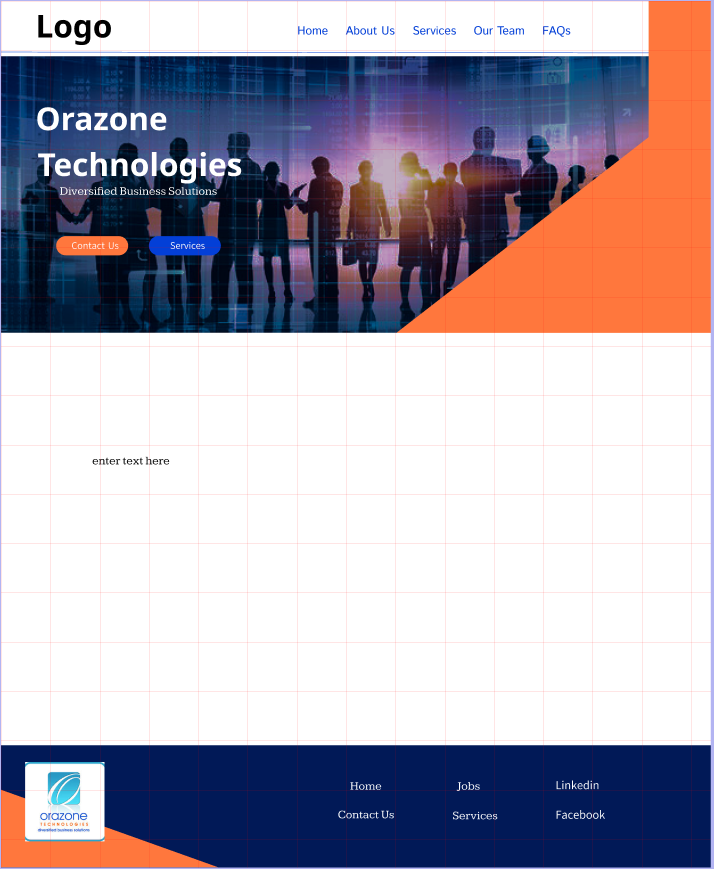 Logo
Home About Us Services Our Team FAQs
Orazone
Technologies
Diversified Business Solutions
Contact Us Services
enter text here
Home Jobs Linkedin
Contact Us Services Facebook
orazone
TECHNOLOGIES
diversified business solutions